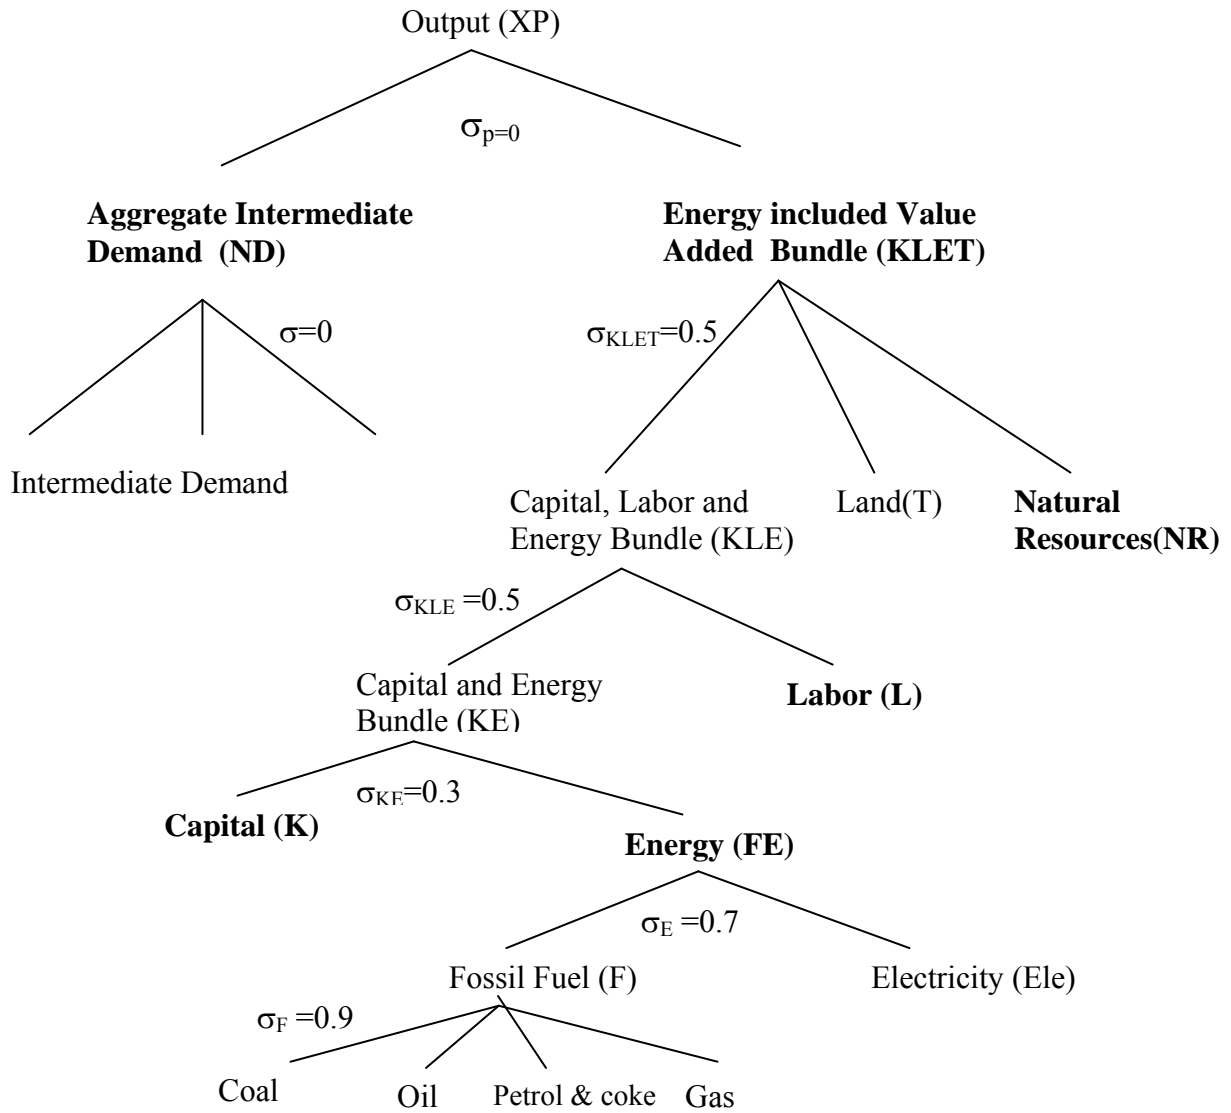 Output (XP)
σp=0
Aggregate Intermediate
Demand (ND)
Energy included Value
Added Bundle (KLET)
σ=0
σKLET=0.5
Intermediate Demand
Capital, Labor and
Energy Bundle (KLE)
Land(T)
Natural
Resources(NR)
σKLE =0.5
Capital and Energy
Bundle (KE)
Labor (L)
σKE=0.3
Capital (K)
Energy (FE)
σE =0.7
Fossil Fuel (F)
Electricity (Ele)
σF =0.9
Coal
Oil
Petrol & coke
Gas